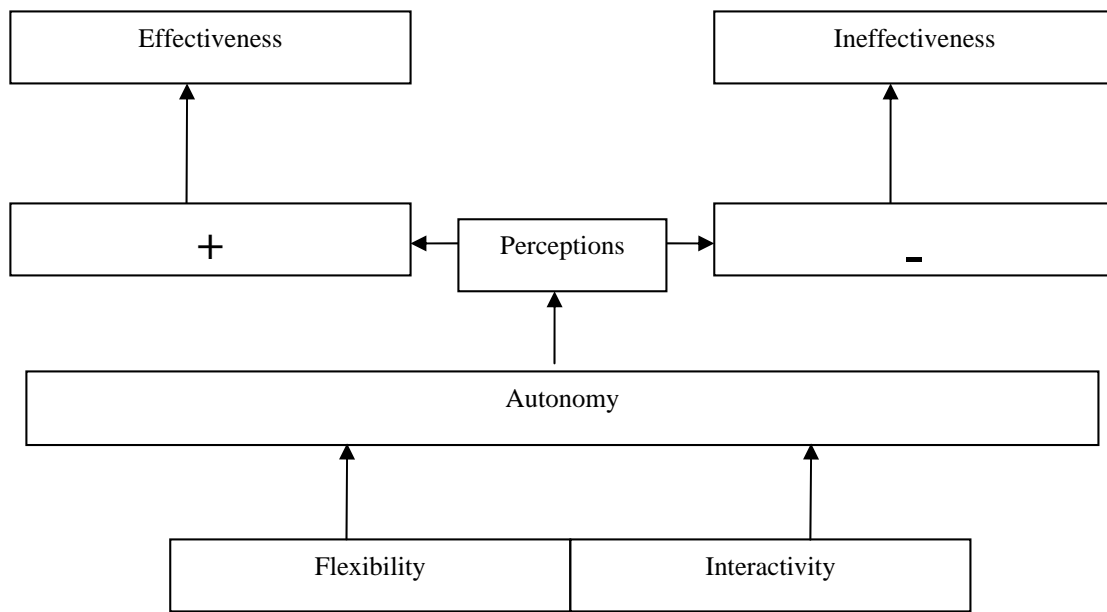 Effectiveness
Ineffectiveness
+
Perceptions
-
Autonomy
Flexibility
Interactivity